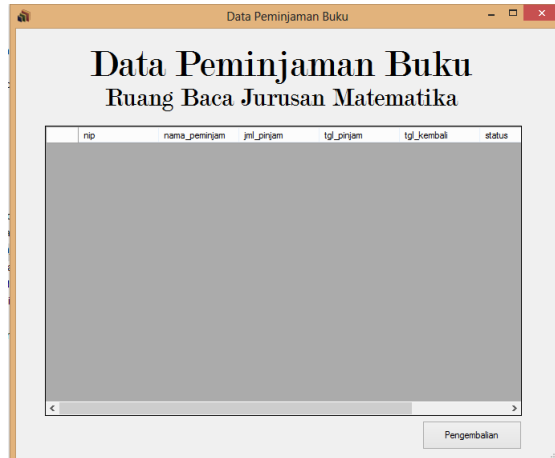 Data Peminjaman Buku
Data Peminjaman Buku
Ruang Baca Jurusan Matematika
nip nama_peminjam jml_pinjam tgl_pinjam tgl_kembali status
Pengembalian